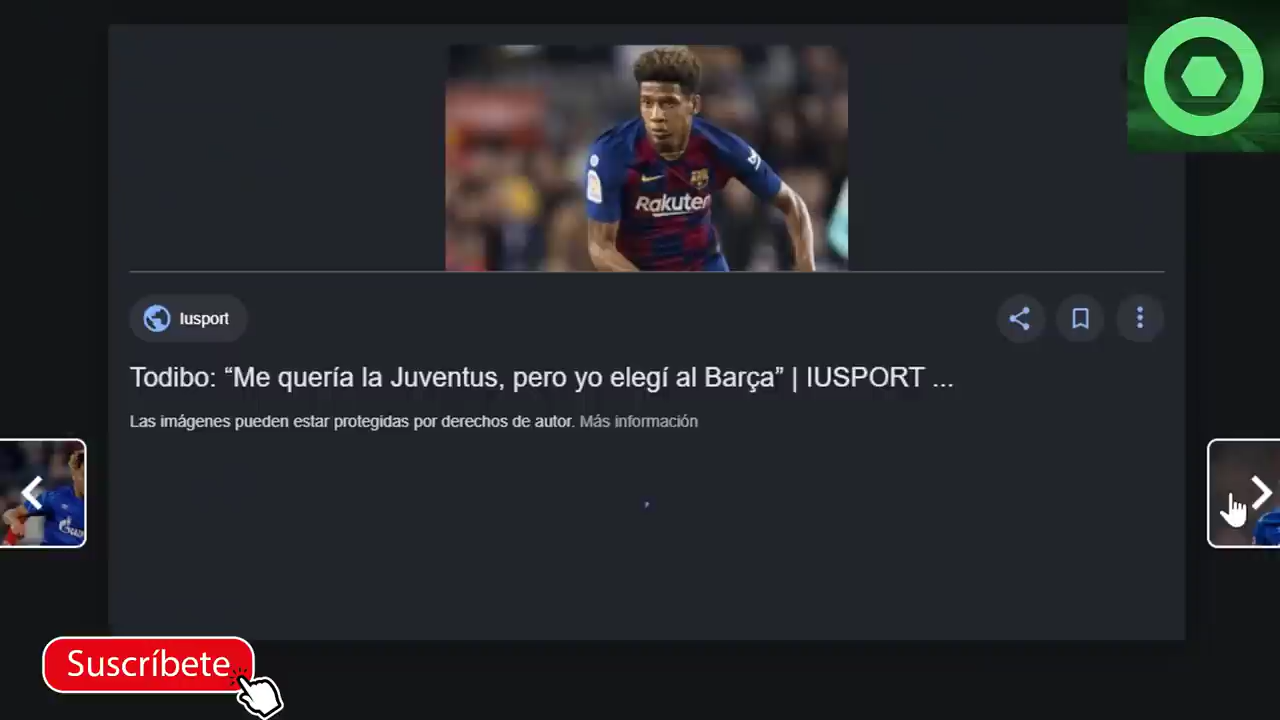 Rakuten
Iusport
Todibo: “Me quería la Juventus, pero yo elegí al Barça” | IUSPORT ...
Las imágenes pueden estar protegidas por derechos de autor. Más información
Suscríbete